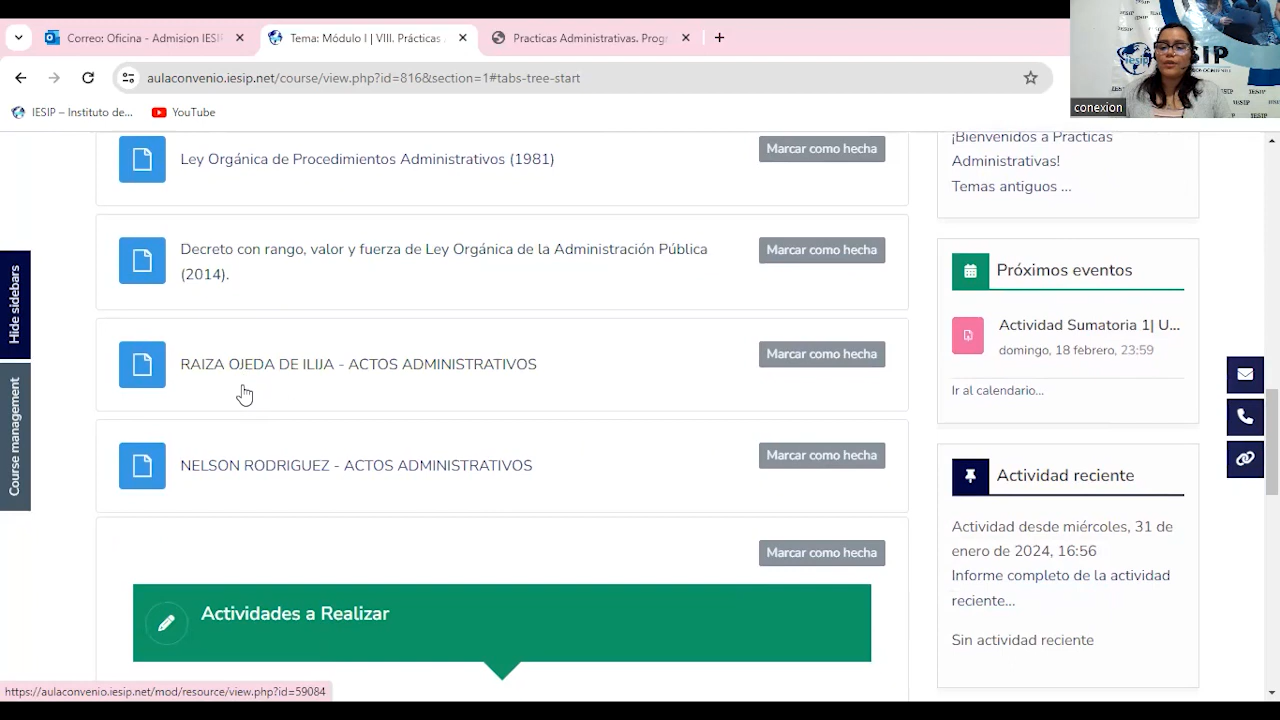 Correo: Oficina - Admision IESI
Tema: Módulo I | VIII. Prácticas
Practicas Administrativas. Progr
aulaconvenio.iesip.net/course/view.php?id=816&section=1#tabs-tree-start
IESIP – Instituto de...
YouTube
IESIP
conexion
Ley Orgánica de Procedimientos Administrativos (1981)
Marcar como hecha
Decreto con rango, valor y fuerza de Ley Orgánica de la Administración Pública
(2014).
Marcar como hecha
RAIZA OJEDA DE ILIJA - ACTOS ADMINISTRATIVOS
Marcar como hecha
NELSON RODRIGUEZ - ACTOS ADMINISTRATIVOS
Marcar como hecha
Marcar como hecha
Actividades a Realizar
¡Bienvenidos a Practicas
Administrativas!
Temas antiguos ...
Próximos eventos
Actividad Sumatoria 1| U...
domingo, 18 febrero, 23:59
Ir al calendario...
Actividad reciente
Actividad desde miércoles, 31 de
enero de 2024, 16:56
Informe completo de la actividad
reciente...
Sin actividad reciente
Hide sidebars
Course management
https://aulaconvenio.iesip.net/mod/resource/view.php?id=59084